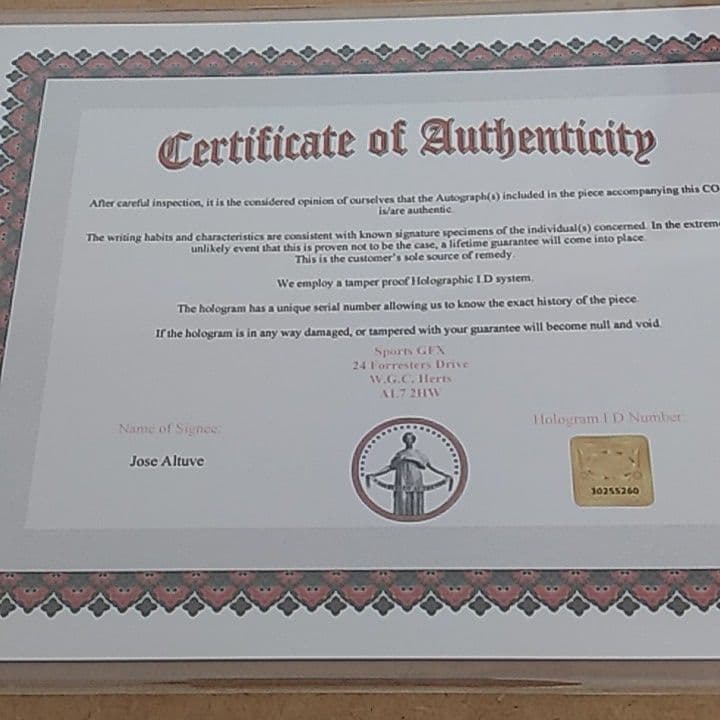 Certificate of Authenticity
After careful inspection, it is the considered opinion of ourselves that the Autograph(s) included in the piece accompanying this CO
is/are authentic.
The writing habits and characteristics are consistent with known signature specimens of the individual(s) concerned. In the extrem
unlikely event that this is proven not to be the case, a lifetime guarantee will come into place.
This is the customer's sole source of remedy.
We employ a tamper proof Holographic I.D system.
The hologram has a unique serial number allowing us to know the exact history of the piece.
If the hologram is in any way damaged, or tampered with your guarantee will become null and void.
Sports GFX
24 Forresters Drive
W.G.C. Herts
AL7 2HW
Name of Signee:
Jose Altuve
Hologram I D Number:
30255260